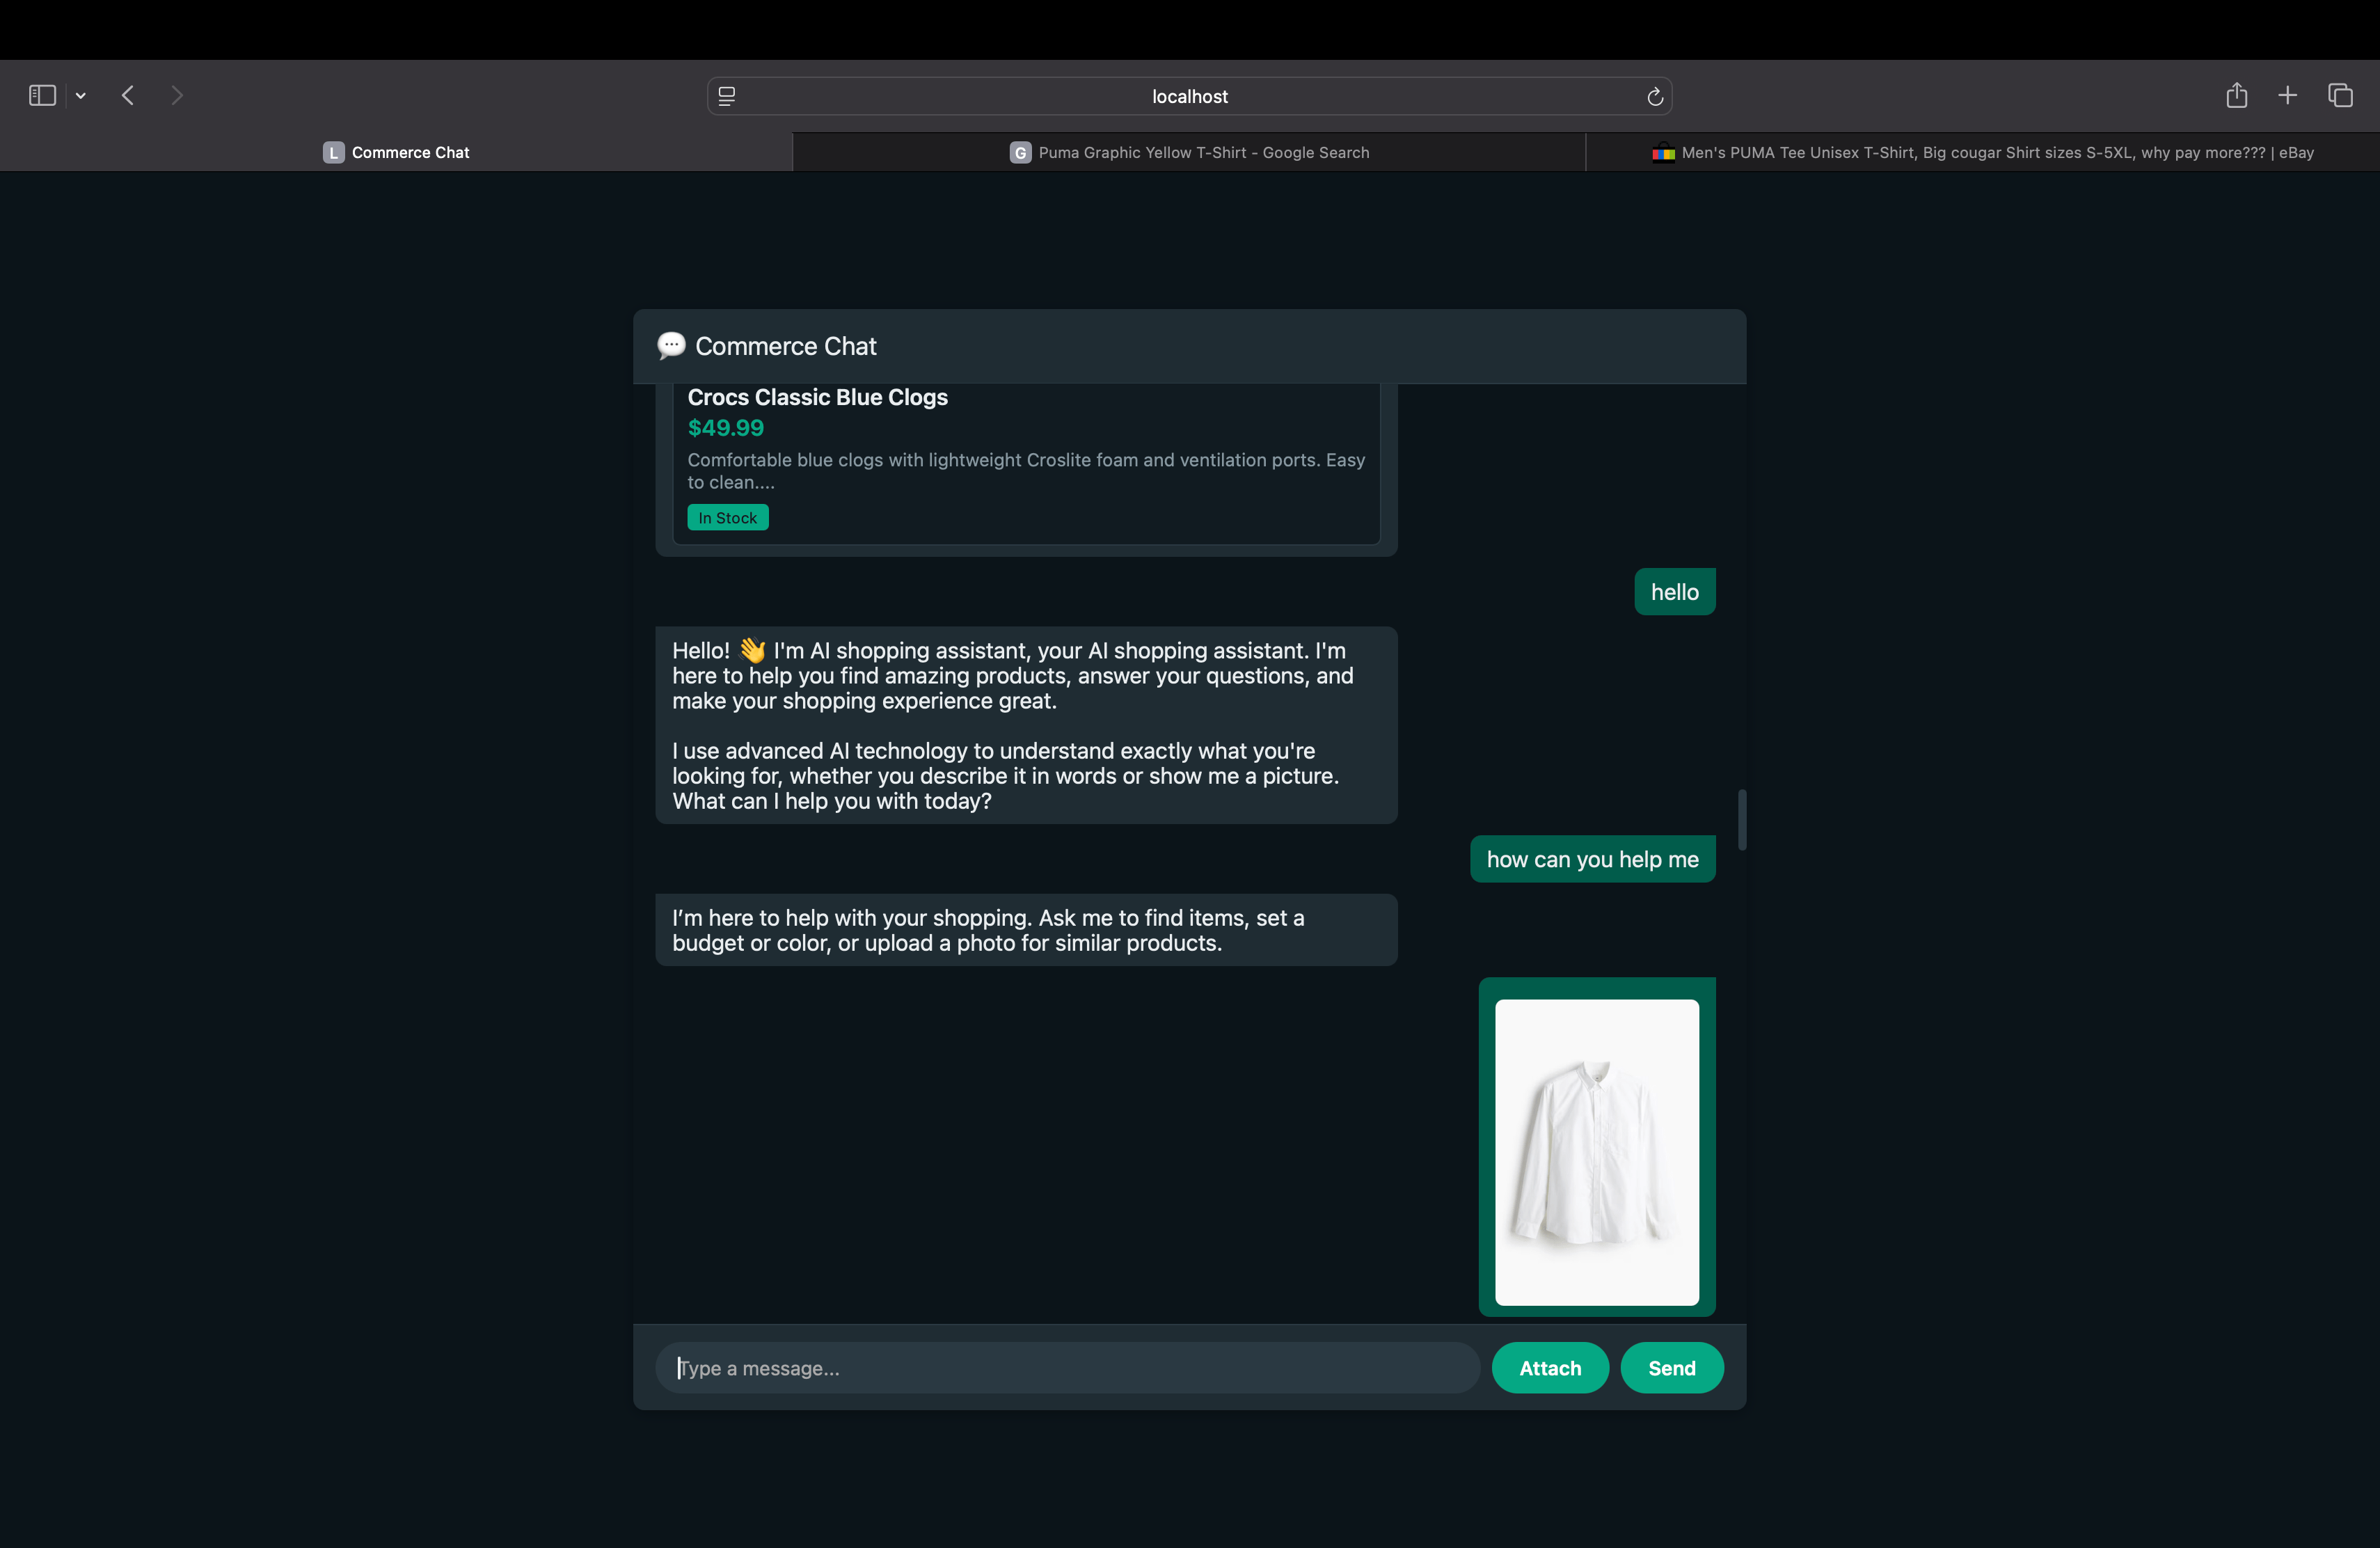 localhost
L Commerce Chat
G Puma Graphic Yellow T-Shirt - Google Search
Men's PUMA Tee Unisex T-Shirt, Big cougar Shirt sizes S-5XL, why pay more??? | eBay
💬 Commerce Chat
Crocs Classic Blue Clogs
$49.99
Comfortable blue clogs with lightweight Croslite foam and ventilation ports. Easy
to clean....
In Stock
hello
Hello! 👋 I'm AI shopping assistant, your AI shopping assistant. I'm
here to help you find amazing products, answer your questions, and
make your shopping experience great.
I use advanced AI technology to understand exactly what you're
looking for, whether you describe it in words or show me a picture.
What can I help you with today?
how can you help me
I’m here to help with your shopping. Ask me to find items, set a
budget or color, or upload a photo for similar products.
Type a message...
Attach
Send